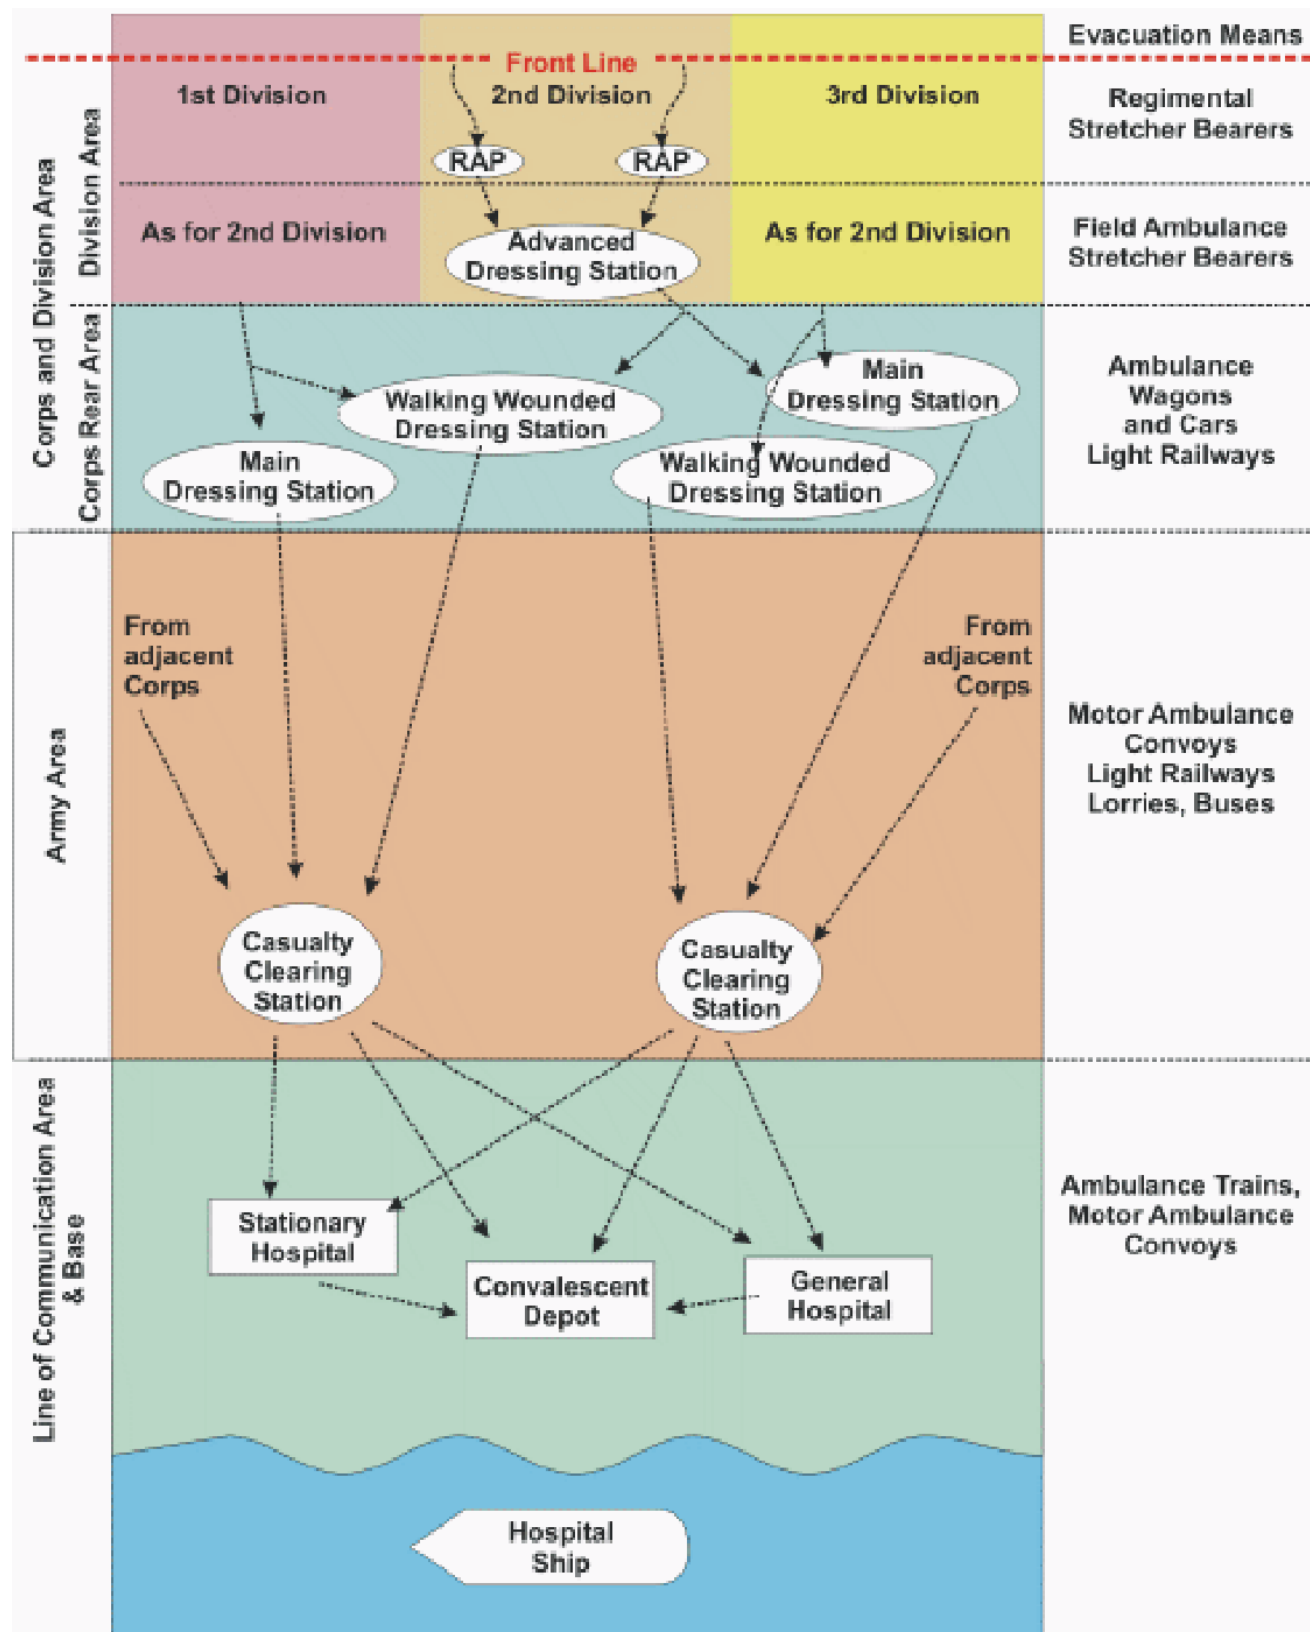 Evacuation Means
Front Line
1st Division
2nd Division
3rd Division
Regimental
Stretcher Bearers
RAP
RAP
As for 2nd Division
Advanced
Dressing Station
As for 2nd Division
Field Ambulance
Stretcher Bearers
Corps and Division Area
Division Area
Corps Rear Area
Walking Wounded
Dressing Station
Main
Dressing Station
Main
Dressing Station
Walking Wounded
Dressing Station
Ambulance
Wagons
and Cars
Light Railways
From
adjacent
Corps
From
adjacent
Corps
Army Area
Motor Ambulance
Convoys
Light Railways
Lorries, Buses
Casualty
Clearing
Station
Casualty
Clearing
Station
Line of Communication Area
& Base
Stationary
Hospital
Convalescent
Depot
General
Hospital
Ambulance Trains,
Motor Ambulance
Convoys
Hospital
Ship